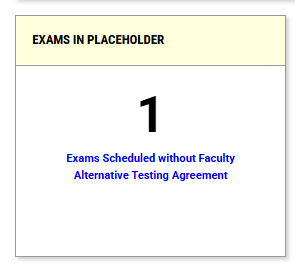 EXAMS IN PLACEHOLDER
1
Exams Scheduled without Faculty
Alternative Testing Agreement